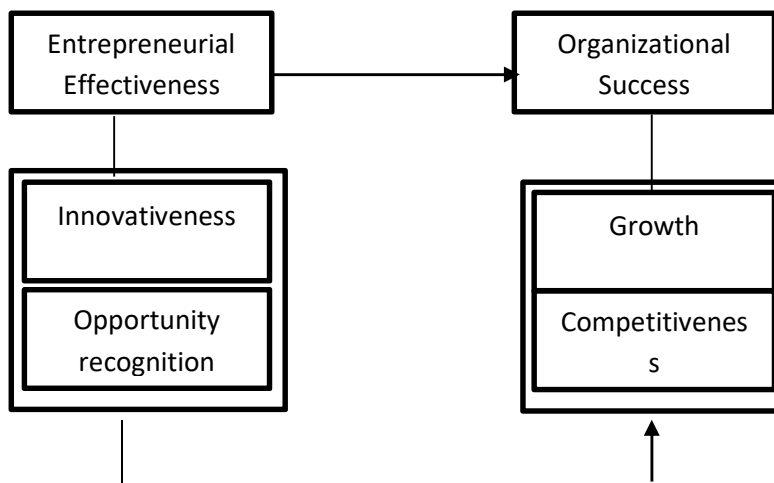 Entrepreneurial
Effectiveness
Organizational
Success
Innovativeness
Growth
Opportunity
recognition
Competitivenes
s